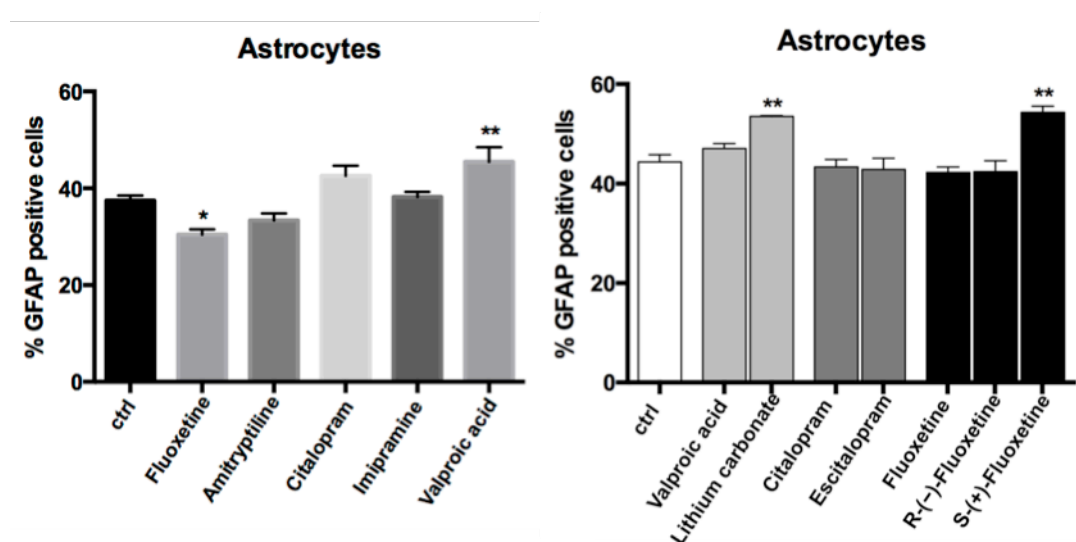 Astrocytes
% GFAP positive cells
60
40
20
0
*
**
ctrl
Fluoxetine
Amitryptiline
Citalopram
Imipramine
Valproic acid
Astrocytes
% GFAP positive cells
60
40
20
0
**
**
ctrl
Valproic acid
Lithium carbonate
Citalopram
Escitalopram
Fluoxetine
R-(−)-Fluoxetine
S-(+)-Fluoxetine